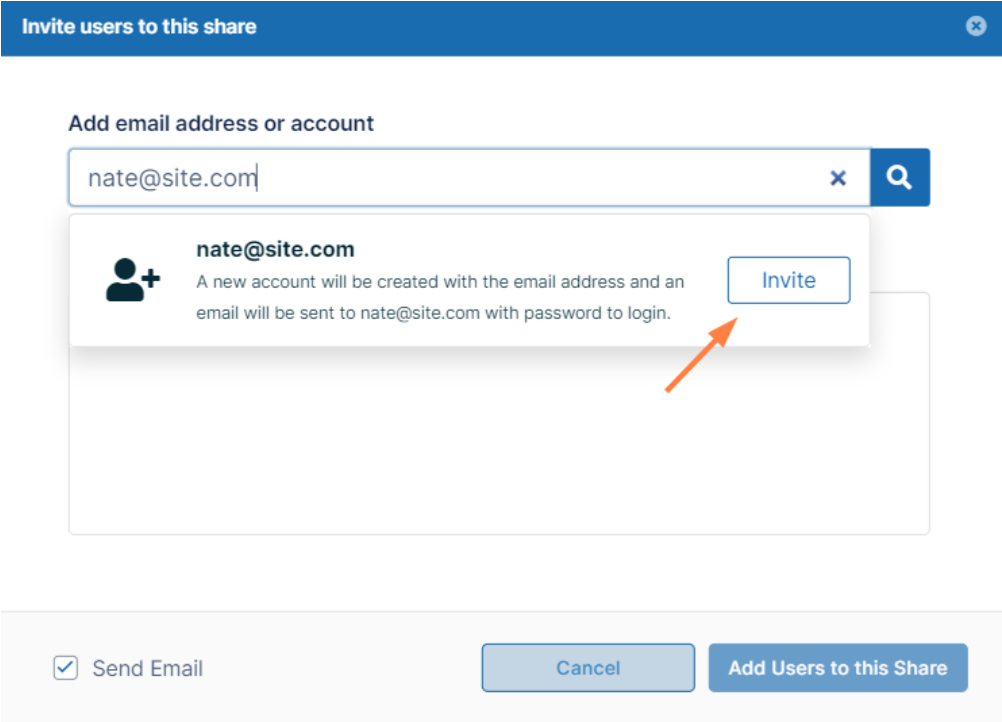 Invite users to this share
Add email address or account
nate@site.com
nate@site.com
A new account will be created with the email address and an
email will be sent to nate@site.com with password to login.
Invite
Send Email
Cancel
Add Users to this Share